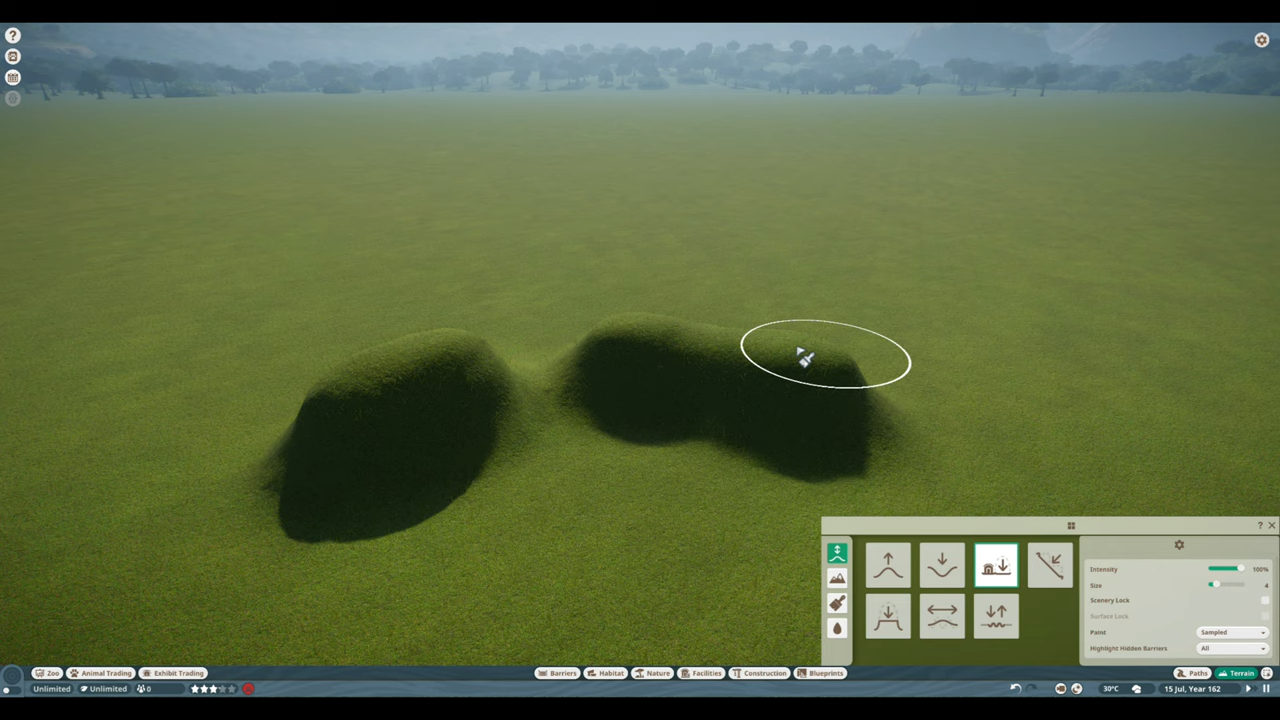 ?
? ×
Intensity 100%
Size 4
Scenery Lock
Surface Lock
Paint Sampled
Highlight Hidden Barriers All
Zoo Animal Trading Exhibit Trading Barriers Habitat Nature Facilities Construction Blueprints Paths Terrain
Unlimited Unlimited 0 30°C 15 Jul, Year 162